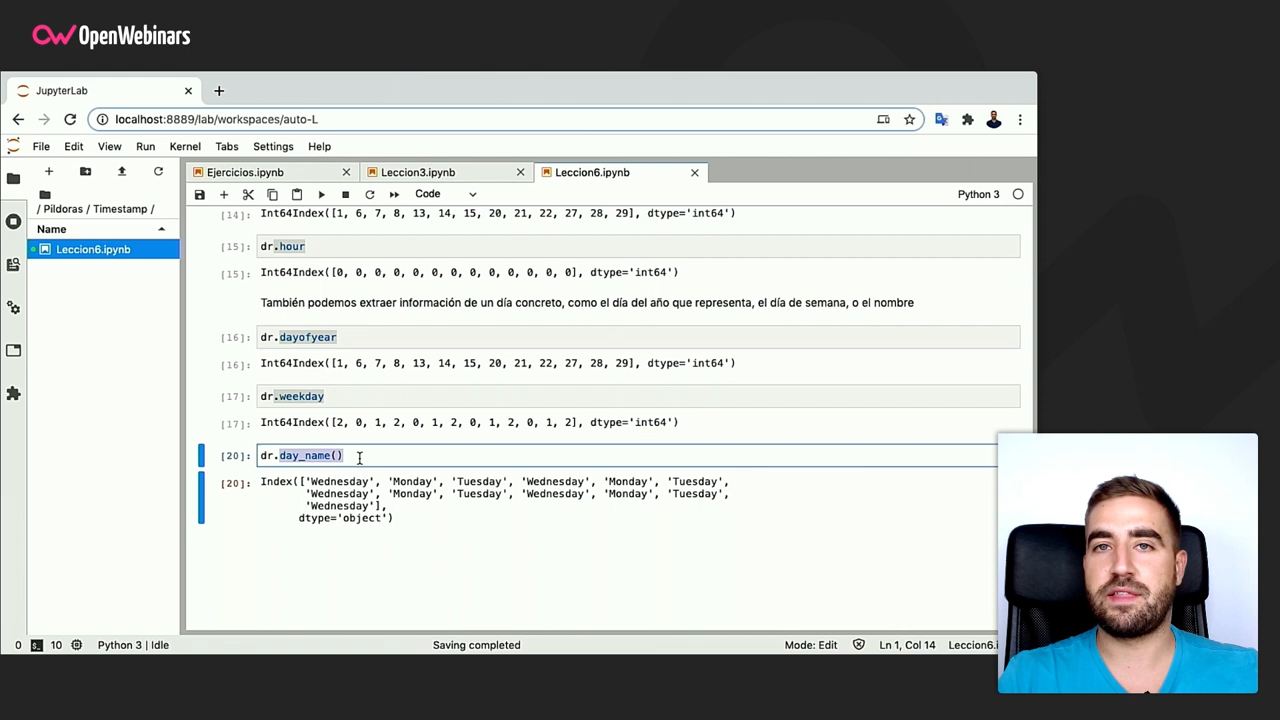 OpenWebinars
JupyterLab
localhost:8889/lab/workspaces/auto-L
File Edit View Run Kernel Tabs Settings Help
Ejercicios.ipynb
Leccion3.ipynb
Leccion6.ipynb
Code
Python 3
/ Pildoras / Timestamp /
Name
Leccion6.ipynb
[14]: Int64Index([1, 6, 7, 8, 13, 14, 15, 20, 21, 22, 27, 28, 29], dtype='int64')
[15]: dr.hour
[15]: Int64Index([0, 0, 0, 0, 0, 0, 0, 0, 0, 0, 0, 0, 0], dtype='int64')
También podemos extraer información de un día concreto, como el día del año que representa, el día de semana, o el nombre
[16]: dr.dayofyear
[16]: Int64Index([1, 6, 7, 8, 13, 14, 15, 20, 21, 22, 27, 28, 29], dtype='int64')
[17]: dr.weekday
[17]: Int64Index([2, 0, 1, 2, 0, 1, 2, 0, 1, 2, 0, 1, 2], dtype='int64')
[20]: dr.day_name()
[20]: Index(['Wednesday', 'Monday', 'Tuesday', 'Wednesday', 'Monday', 'Tuesday',
'Wednesday', 'Monday', 'Tuesday', 'Wednesday', 'Monday', 'Tuesday',
'Wednesday'],
dtype='object')
0 10 Python 3 | Idle Saving completed Mode: Edit Ln 1, Col 14 Leccion6.i